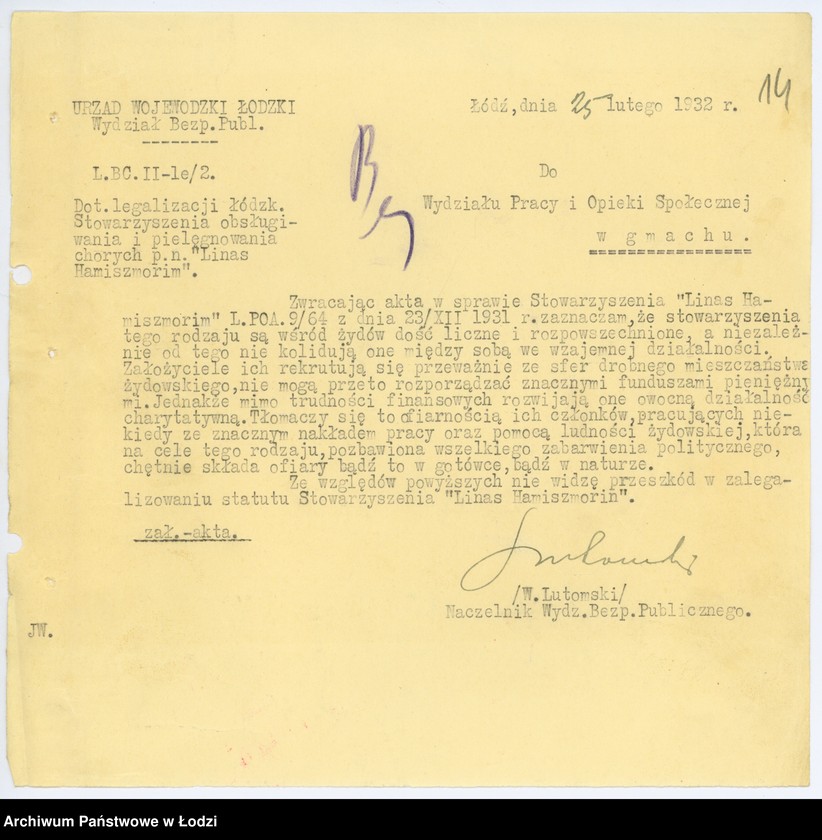 14
URZAD WOJEWODZKI ŁODZKI
Wydział Bezp.Publ.
Łódź,dnia 25 lutego 1932 r.
L.BC.II-1e/2.
Do
Dot.legalizacji łódzk.
Stowarzyszenia obsługi-
wania i pielęgnowania
chorych p.n."Linas
Hamiszmorim".
Wydziału Pracy i Opieki Społecznej
w gmachu.
Zwracając akta w sprawie Stowarzyszenia "Linas Ha-
miszmorim" L.POA.9/64 z dnia 23/XII 1931 r.zaznaczam,że stowarzyszenia
tego rodzaju są wśród żydów dość liczne i rozpowszechnione, a niezależ-
nie od tego nie kolidują one między sobą we wzajemnej działalności.
Założyciele ich rekrutują się przeważnie ze sfer drobnego mieszczaństwa
żydowskiego,nie mogą przeto rozporządzać znacznymi funduszami pieniężny
mi.Jednakże mimo trudności finansowych rozwijają one owocną działalność
charytatywną.Tłomaczy się to ofiarnością ich członków,pracujących nie-
kiedy ze znacznym nakładem pracy oraz pomocą ludności żydowskiej,która
na cele tego rodzaju,pozbawiona wszelkiego zabarwienia politycznego,
chętnie składa ofiary bądź to w gotówce,bądź w naturze.
Ze względów powyższych nie widzę przeszkód w zalega-
lizowaniu statutu Stowarzyszenia "Linas Hamiszmorin".
zał.-akta.
/W.Lutomski/
Naczelnik Wydz.Bezp.Publicznego.
JW.
Archiwum Państwowe w Łodzi